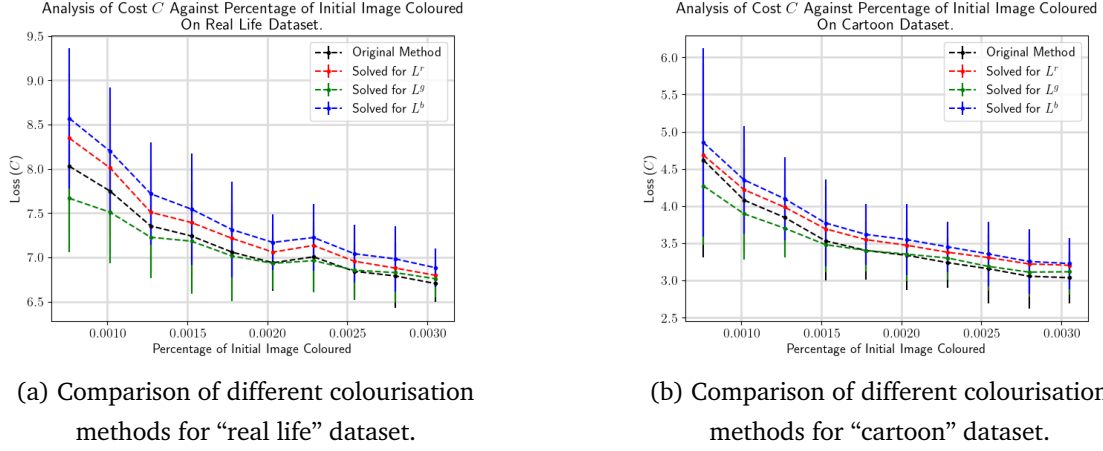 Analysis of Cost C Against Percentage of Initial Image Coloured
On Real Life Dataset.
9.5
9.0
8.5
8.0
7.5
7.0
6.5
Loss (C)
Original Method
Solved for L^r
Solved for L^g
Solved for L^b
0.0010 0.0015 0.0020 0.0025 0.0030
Percentage of Initial Image Coloured
(a) Comparison of different colourisation
methods for “real life” dataset.
Analysis of Cost C Against Percentage of Initial Image Coloured
On Cartoon Dataset.
6.0
5.5
5.0
4.5
4.0
3.5
3.0
2.5
Loss (C)
Original Method
Solved for L^r
Solved for L^g
Solved for L^b
0.0010 0.0015 0.0020 0.0025 0.0030
Percentage of Initial Image Coloured
(b) Comparison of different colourisation
methods for “cartoon” dataset.